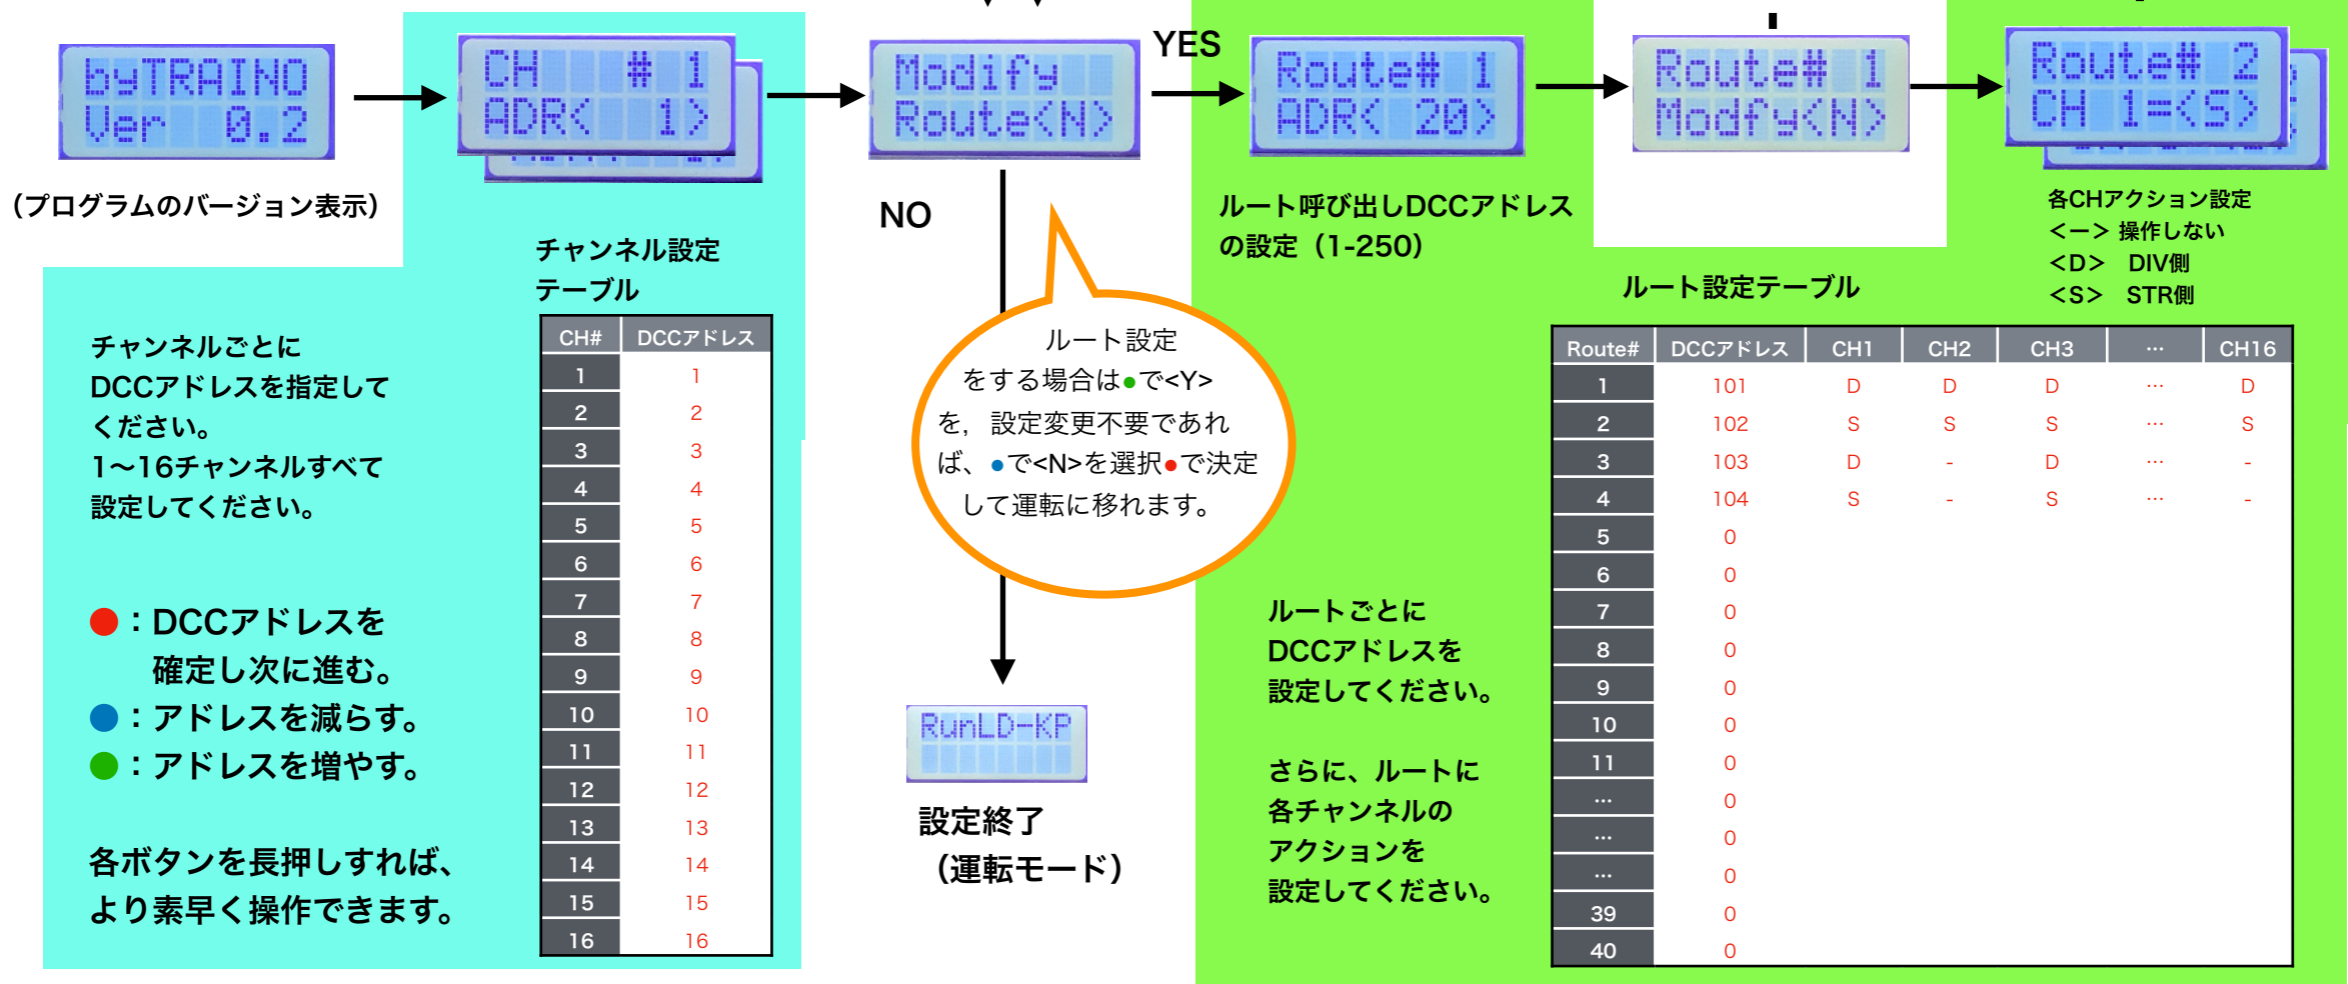 byTRAINO
Ver 0.2
(プログラムのバージョン表示)
CH # 1
ADR< 1>
Modify
Route<N>
YES
NO
Route# 1
ADR< 20>
Route# 1
Modfy<N>
Route# 2
CH 1=<S>
ルート呼び出しDCCアドレス
の設定（1-250）
各CHアクション設定
<ー> 操作しない
<D> DIV側
<S> STR側
チャンネルごとに
DCCアドレスを指定して
ください。
1〜16チャンネルすべて
設定してください。
●：DCCアドレスを
確定し次に進む。
●：アドレスを減らす。
●：アドレスを増やす。
各ボタンを長押しすれば、
より素早く操作できます。
チャンネル設定
テーブル
CH# DCCアドレス
1 1
2 2
3 3
4 4
5 5
6 6
7 7
8 8
9 9
10 10
11 11
12 12
13 13
14 14
15 15
16 16
ルート設定
をする場合は●で<Y>
を,設定変更不要であれ
ば、●で<N>を選択●で決定
して運転に移れます。
RunLD-KP
設定終了
（運転モード）
ルートごとに
DCCアドレスを
設定してください。
さらに、ルートに
各チャンネルの
アクションを
設定してください。
ルート設定テーブル
Route# DCCアドレス CH1 CH2 CH3 … CH16
1 101 D D D … D
2 102 S S S … S
3 103 D - D … -
4 104 S - S … -
5 0
6 0
7 0
8 0
9 0
10 0
11 0
… 0
… 0
… 0
39 0
40 0